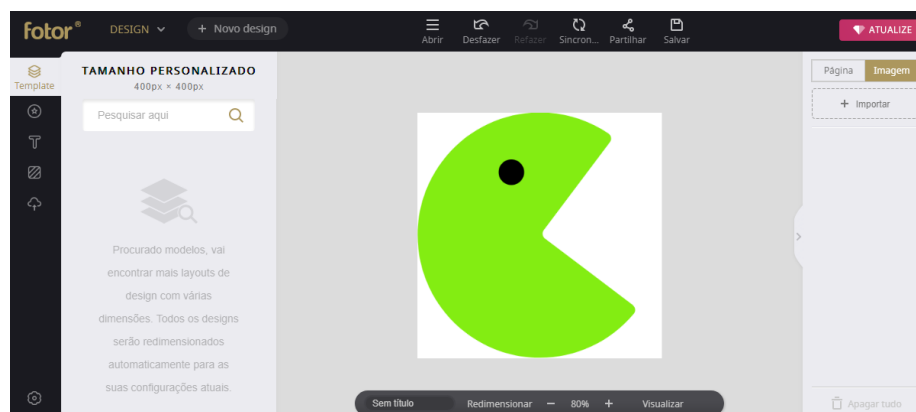 fotor®
DESIGN
+ Novo design
Abrir
Desfazer
Refazer
Sincron...
Partilhar
Salvar
ATUALIZE
Template
TAMANHO PERSONALIZADO
400px × 400px
Pesquisar aqui
Procurado modelos, vai
encontrar mais layouts de
design com várias
dimensões. Todos os designs
serão redimensionados
automaticamente para as
suas configurações atuais.
Sem título
Redimensionar
− 80% +
Visualizar
Página
Imagem
+ Importar
Apagar tudo